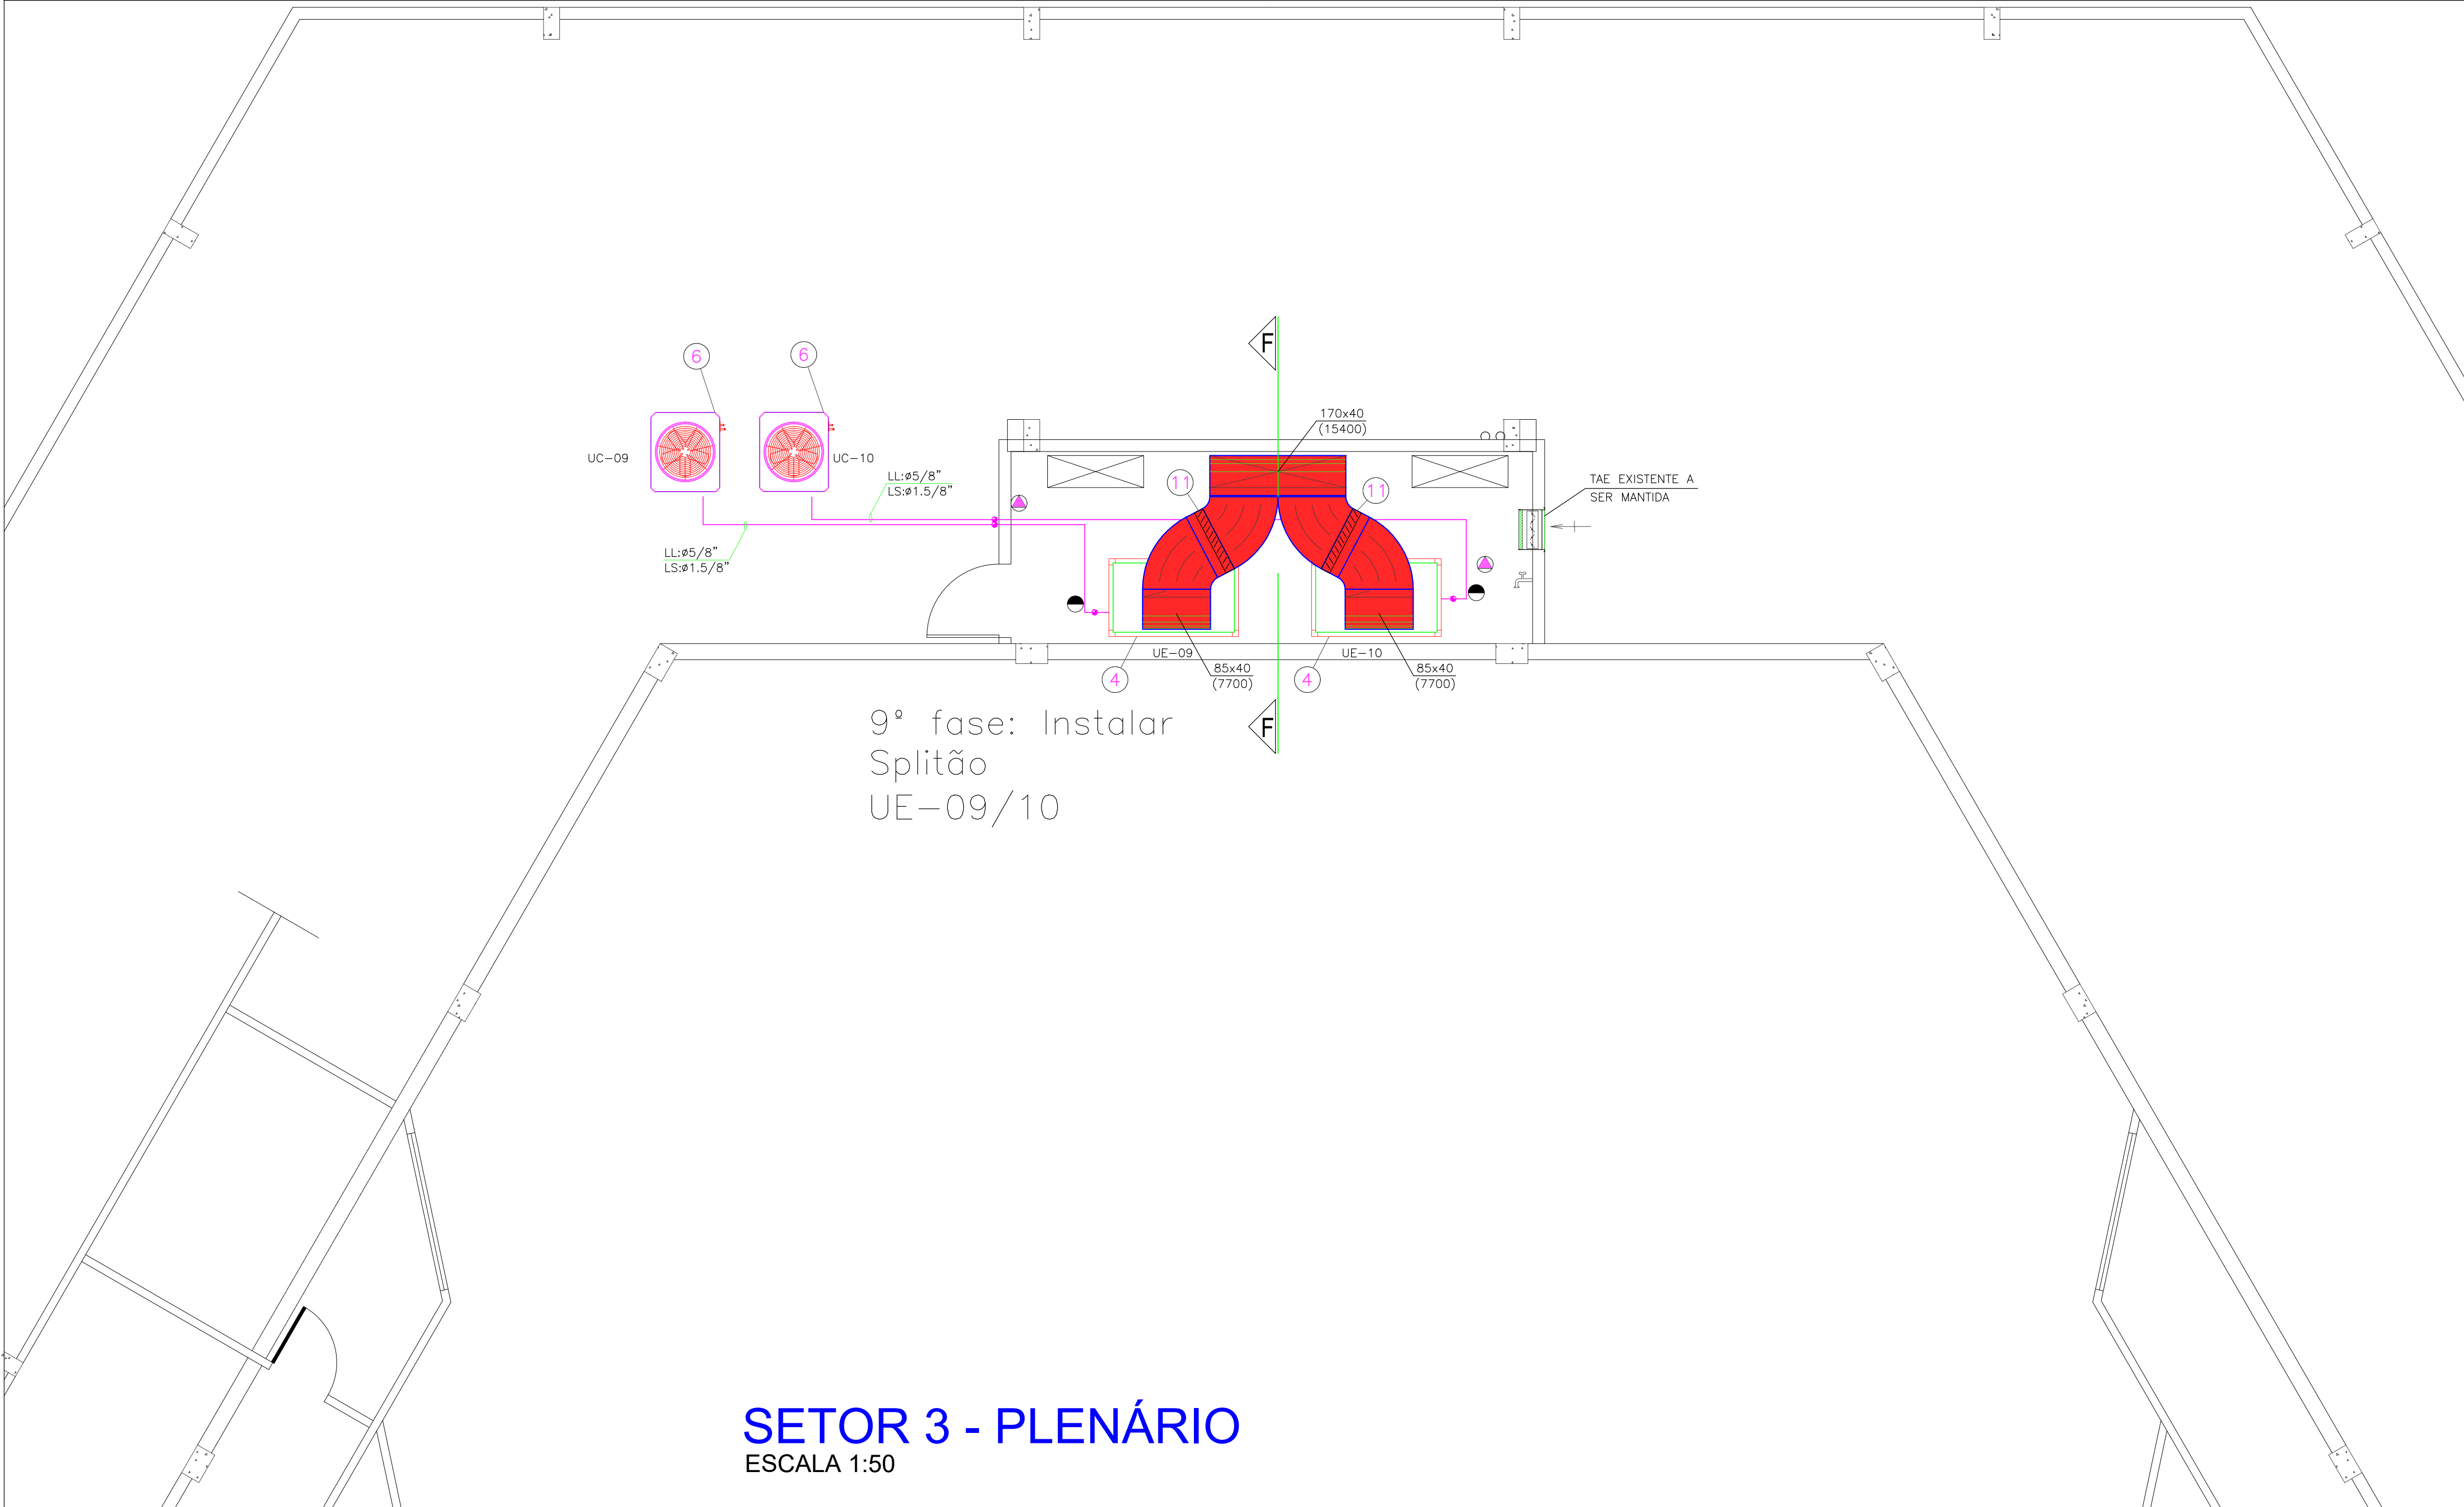 F
6
6
170x40
(15400)
UC-09
UC-10
LL:ø5/8"
LS:ø1.5/8"
11
11
TAE EXISTENTE A
SER MANTIDA
LL:ø5/8"
LS:ø1.5/8"
UE-09
UE-10
85x40
(7700)
85x40
(7700)
4
4
F
9º fase: Instalar
Splitão
UE-09/10
SETOR 3 - PLENÁRIO
ESCALA 1:50